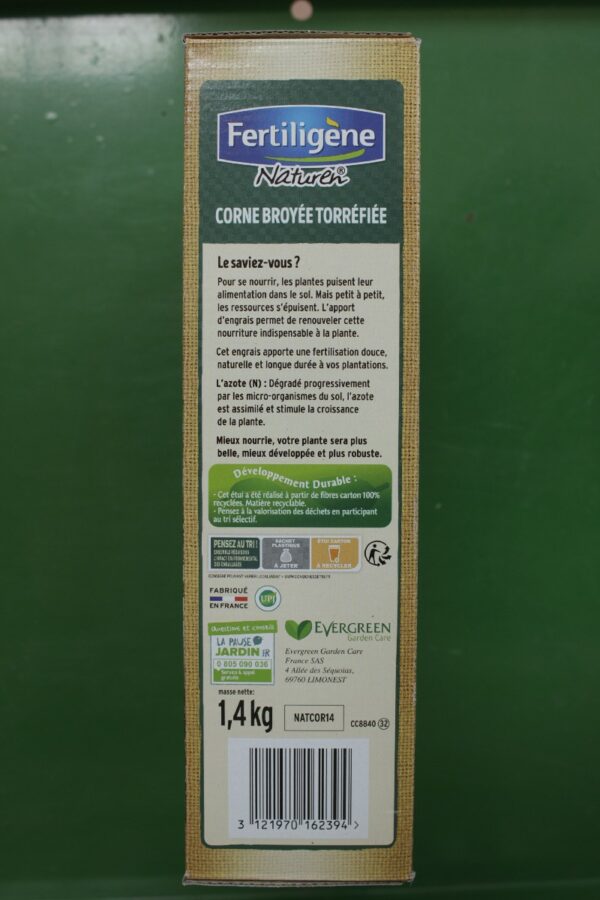 Fertiligène
Naturen®
CORNE BROYÉE TORRÉFIÉE
Le saviez-vous ?
Pour se nourrir, les plantes puisent leur
alimentation dans le sol. Mais petit à petit,
les ressources s'épuisent. L'apport
d'engrais permet de renouveler cette
nourriture indispensable à la plante.
Cet engrais apporte une fertilisation douce,
naturelle et longue durée à vos plantations.
L'azote (N) : Dégradé progressivement
par les micro-organismes du sol, l'azote
est assimilé et stimule la croissance
de la plante.
Mieux nourrie, votre plante sera plus
belle, mieux développée et plus robuste.
Développement Durable :
- Cet étui a été réalisé à partir de fibres carton 100%
recyclées. Matière recyclable.
- Pensez à la valorisation des déchets en participant
au tri sélectif.
PENSEZ AU TRI !
SACHET PLASTIQUE
À JETER
ÉTUI CARTON
À RECYCLER
FABRIQUÉ
EN FRANCE
UPJ
Questions et conseils
LA PAUSE
JARDIN.fr
0 805 090 036
Service & appel
gratuits
EVERGREEN
Garden Care
Evergreen Garden Care
France SAS
4 Allée des Séquoias,
69760 LIMONEST
masse nette:
1,4 kg
NATCOR14
CC8840 32
3 121970 162394 >